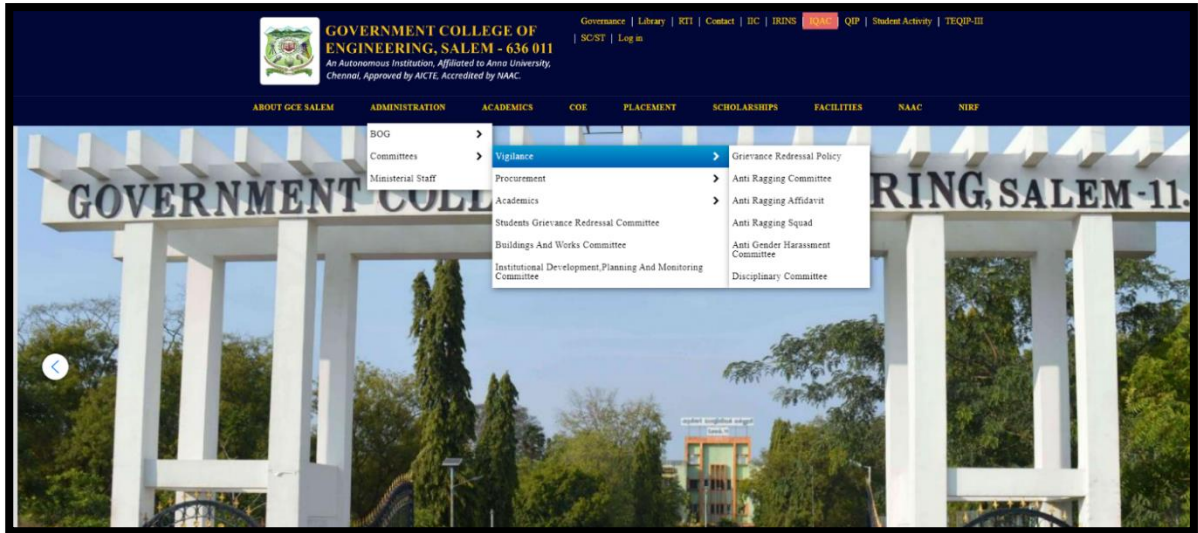 GOVERNMENT COLLEGE OF
ENGINEERING, SALEM - 636 011
An Autonomous Institution, Affiliated to Anna University,
Chennai, Approved by AICTE, Accredited by NAAC.
Governance | Library | RTI | Contact | IIC | IRINS | IQAC | QIP | Student Activity | TEQIP-III
| SC/ST | Log in
ABOUT GCE SALEM ADMINISTRATION ACADEMICS COE PLACEMENT SCHOLARSHIPS FACILITIES NAAC NIRF
BOG
Committees
Ministerial Staff
Vigilance
Procurement
Academics
Students Grievance Redressal Committee
Buildings And Works Committee
Institutional Development,Planning And Monitoring
Committee
Grievance Redressal Policy
Anti Ragging Committee
Anti Ragging Affidavit
Anti Ragging Squad
Anti Gender Harassment
Committee
Disciplinary Committee
GOVERNMENT COLL RING, SALEM-11.